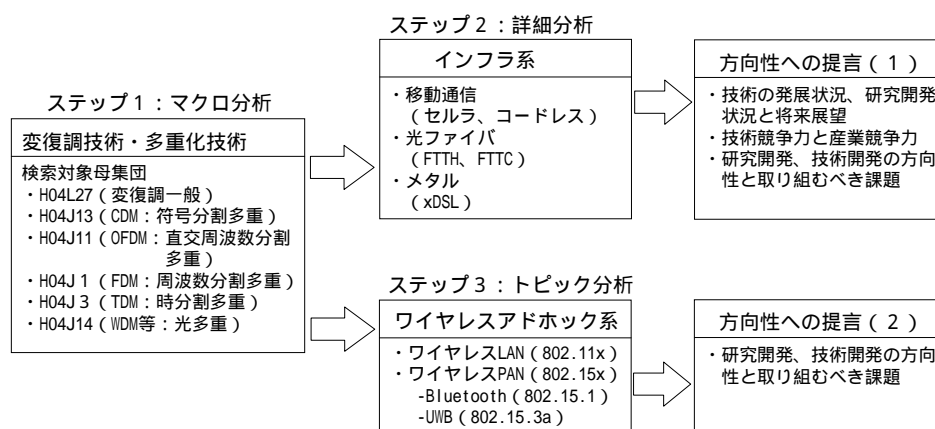 ステップ1:マクロ分析
変復調技術・多重化技術
検索対象母集団
・H04L27(変復調一般)
・H04J13(CDM:符号分割多重)
・H04J11(OFDM:直交周波数分割
多重)
・H04J1(FDM:周波数分割多重)
・H04J3(TDM:時分割多重)
・H04J14(WDM等:光多重)
ステップ2:詳細分析
インフラ系
・移動通信
(セルラ、コードレス)
・光ファイバ
(FTTH、FTTC)
・メタル
(xDSL)
方向性への提言(1)
・技術の発展状況、研究開発
状況と将来展望
・技術競争力と産業競争力
・研究開発、技術開発の方向
性と取り組むべき課題
ステップ3:トピック分析
ワイヤレスアドホック系
・ワイヤレスLAN(802.11x)
・ワイヤレスPAN(802.15x)
-Bluetooth(802.15.1)
-UWB(802.15.3a)
方向性への提言(2)
・研究開発、技術開発の方向
性と取り組むべき課題